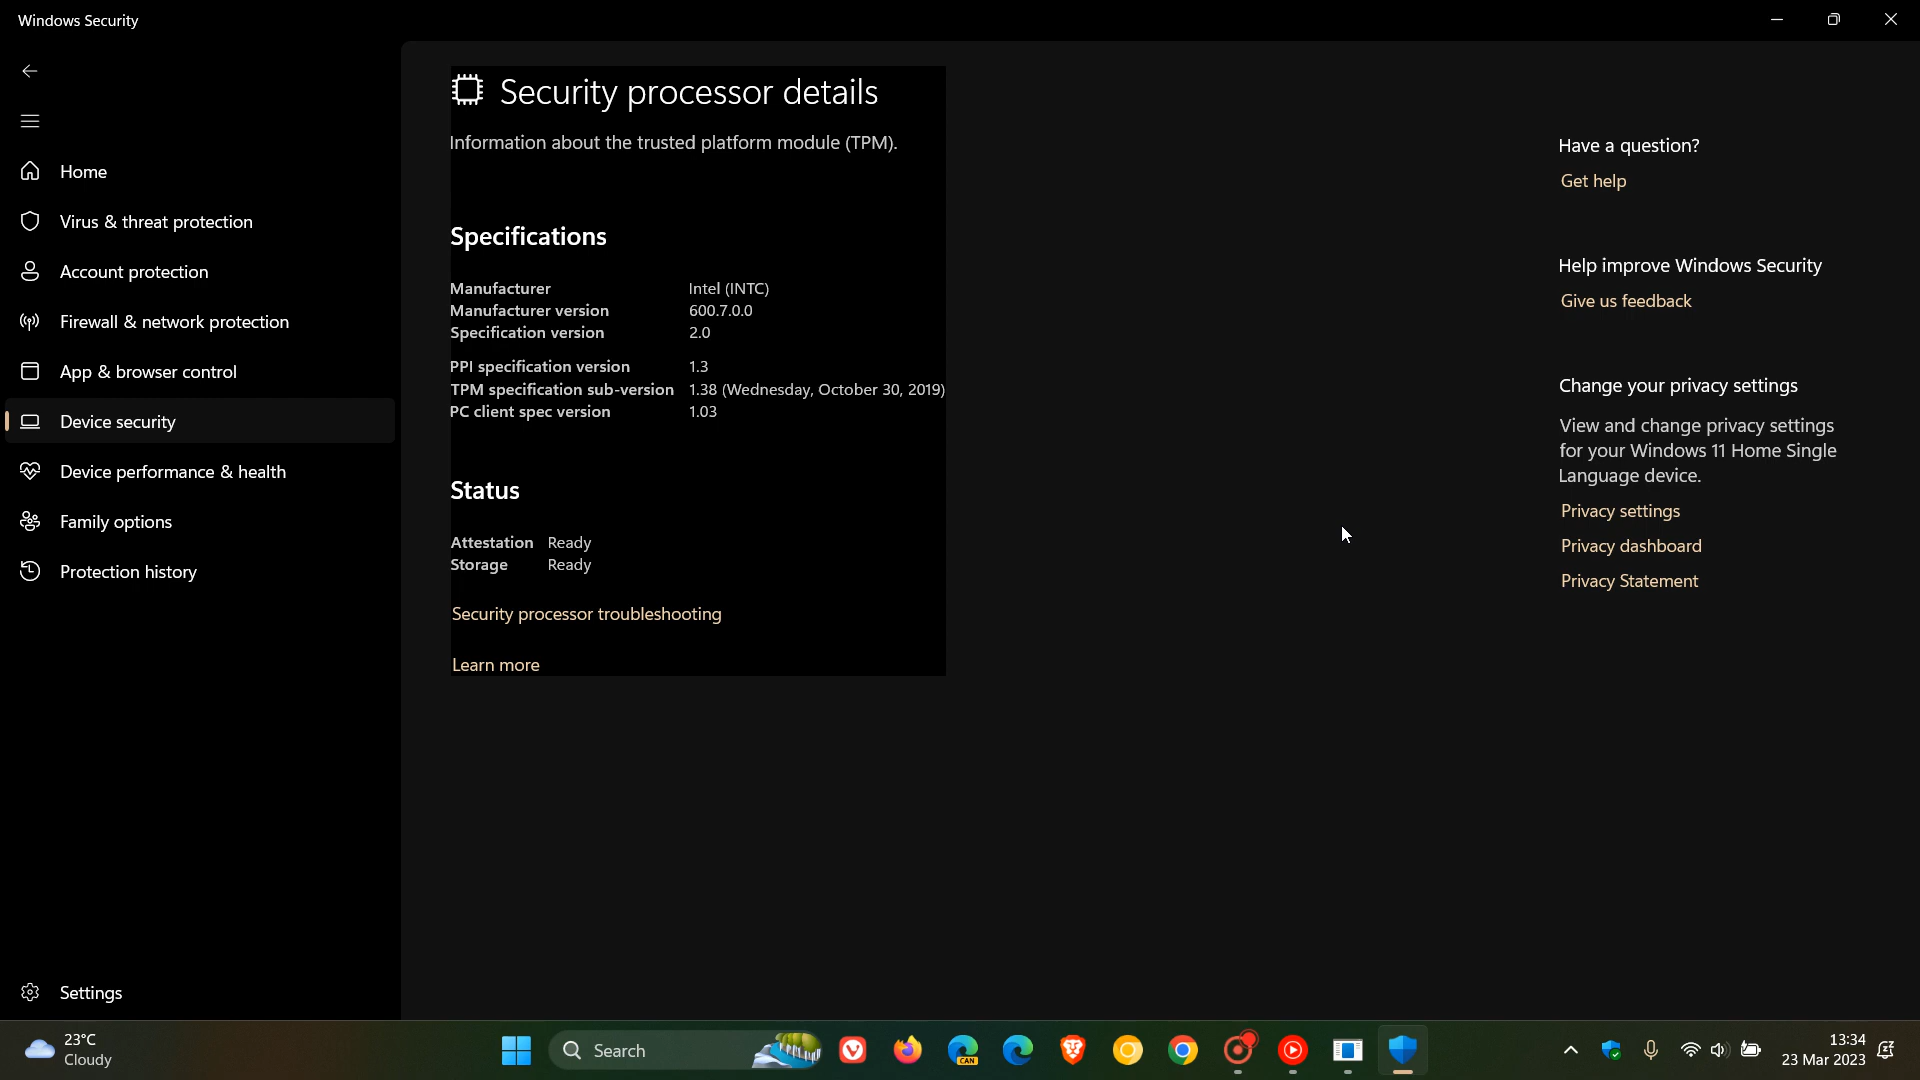 Windows Security
Home
Virus & threat protection
Account protection
Firewall & network protection
App & browser control
Device security
Device performance & health
Family options
Protection history
Settings
Security processor details
Information about the trusted platform module (TPM).
Specifications
Manufacturer Intel (INTC)
Manufacturer version 600.7.0.0
Specification version 2.0
PPI specification version 1.3
TPM specification sub-version 1.38 (Wednesday, October 30, 2019)
PC client spec version 1.03
Status
Attestation Ready
Storage Ready
Security processor troubleshooting
Learn more
Have a question?
Get help
Help improve Windows Security
Give us feedback
Change your privacy settings
View and change privacy settings
for your Windows 11 Home Single
Language device.
Privacy settings
Privacy dashboard
Privacy Statement
23°C
Cloudy
Search
CAN
13:34
23 Mar 2023